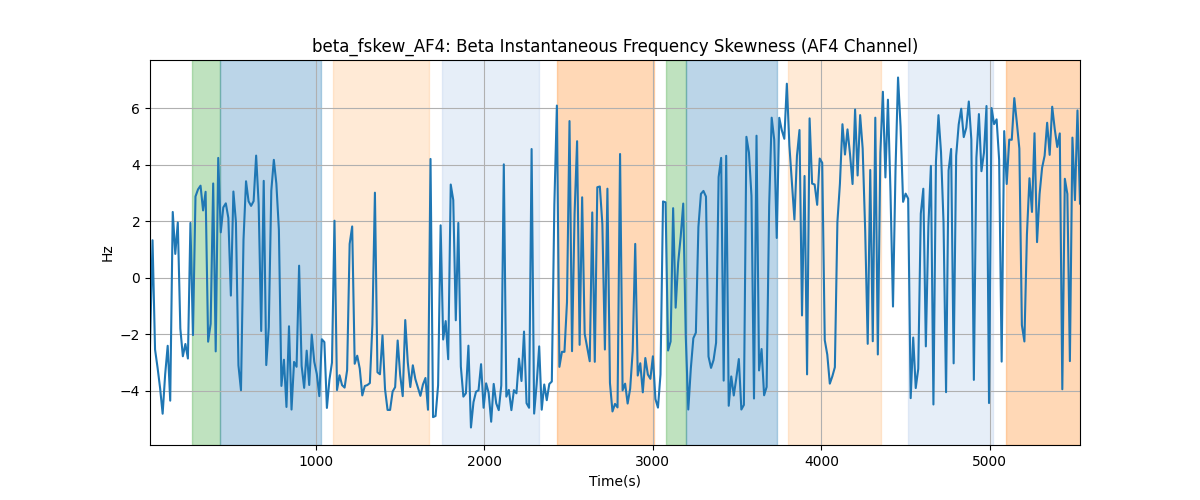 beta_fskew_AF4: Beta Instantaneous Frequency Skewness (AF4 Channel)
Hz
6
4
2
0
−2
−4
1000 2000 3000 4000 5000
Time(s)